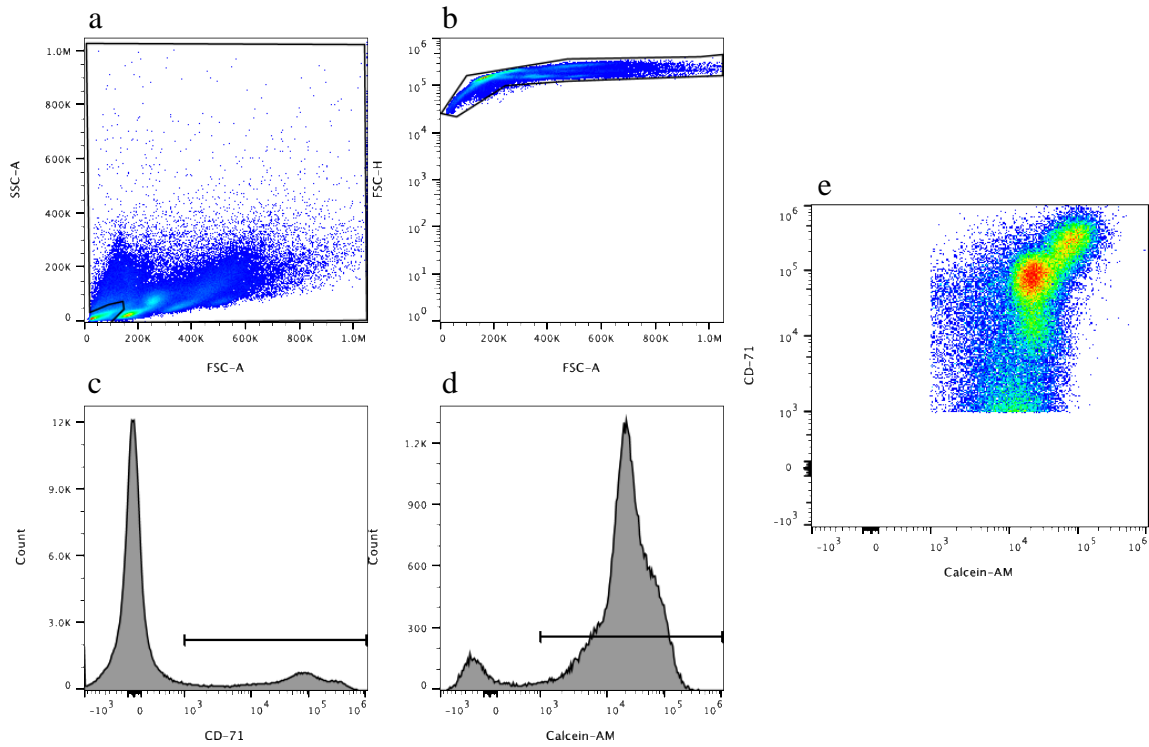 a
1.0M
800K
600K
400K
200K
0
SSC-A
0 200K 400K 600K 800K 1.0M
FSC-A
b
10^6
10^5
10^4
10^3
10^2
10^1
10^0
FSC-H
0 200K 400K 600K 800K 1.0M
FSC-A
c
12K
9.0K
6.0K
3.0K
0
Count
-10^3 0 10^3 10^4 10^5 10^6
CD-71
d
1.2K
900
600
300
0
Count
-10^3 0 10^3 10^4 10^5 10^6
Calcein-AM
e
10^6
10^5
10^4
10^3
0
-10^3
CD-71
-10^3 0 10^3 10^4 10^5 10^6
Calcein-AM